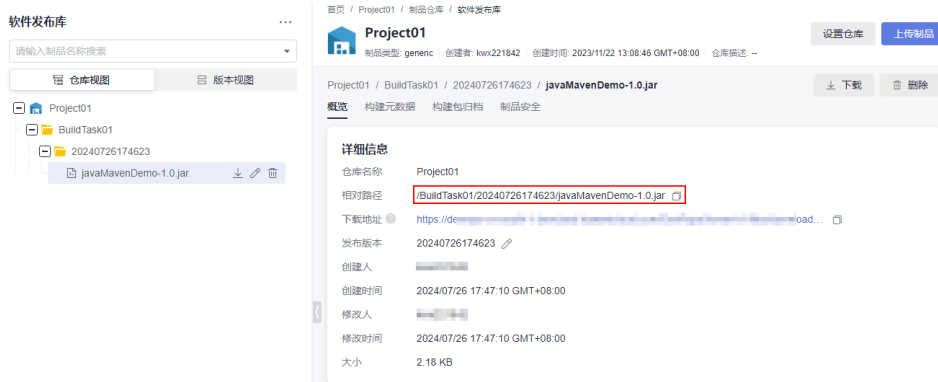 软件发布库
...
请输入制品名称搜索
仓库视图
版本视图
Project01
BuildTask01
20240726174623
javaMavenDemo-1.0.jar
首页 / Project01 / 制品仓库 / 软件发布库
Project01
制品类型: generic 创建者: kwx221842 创建时间: 2023/11/22 13:08:46 GMT+08:00 仓库描述: --
设置仓库
上传制品
Project01 / BuildTask01 / 20240726174623 / javaMavenDemo-1.0.jar
下载
删除
概览 构建元数据 构建包归档 制品安全
详细信息
仓库名称 Project01
相对路径 /BuildTask01/20240726174623/javaMavenDemo-1.0.jar
下载地址 https://de oad...
发布版本 20240726174623
创建人
创建时间 2024/07/26 17:47:10 GMT+08:00
修改人
修改时间 2024/07/26 17:47:10 GMT+08:00
大小 2.18 KB